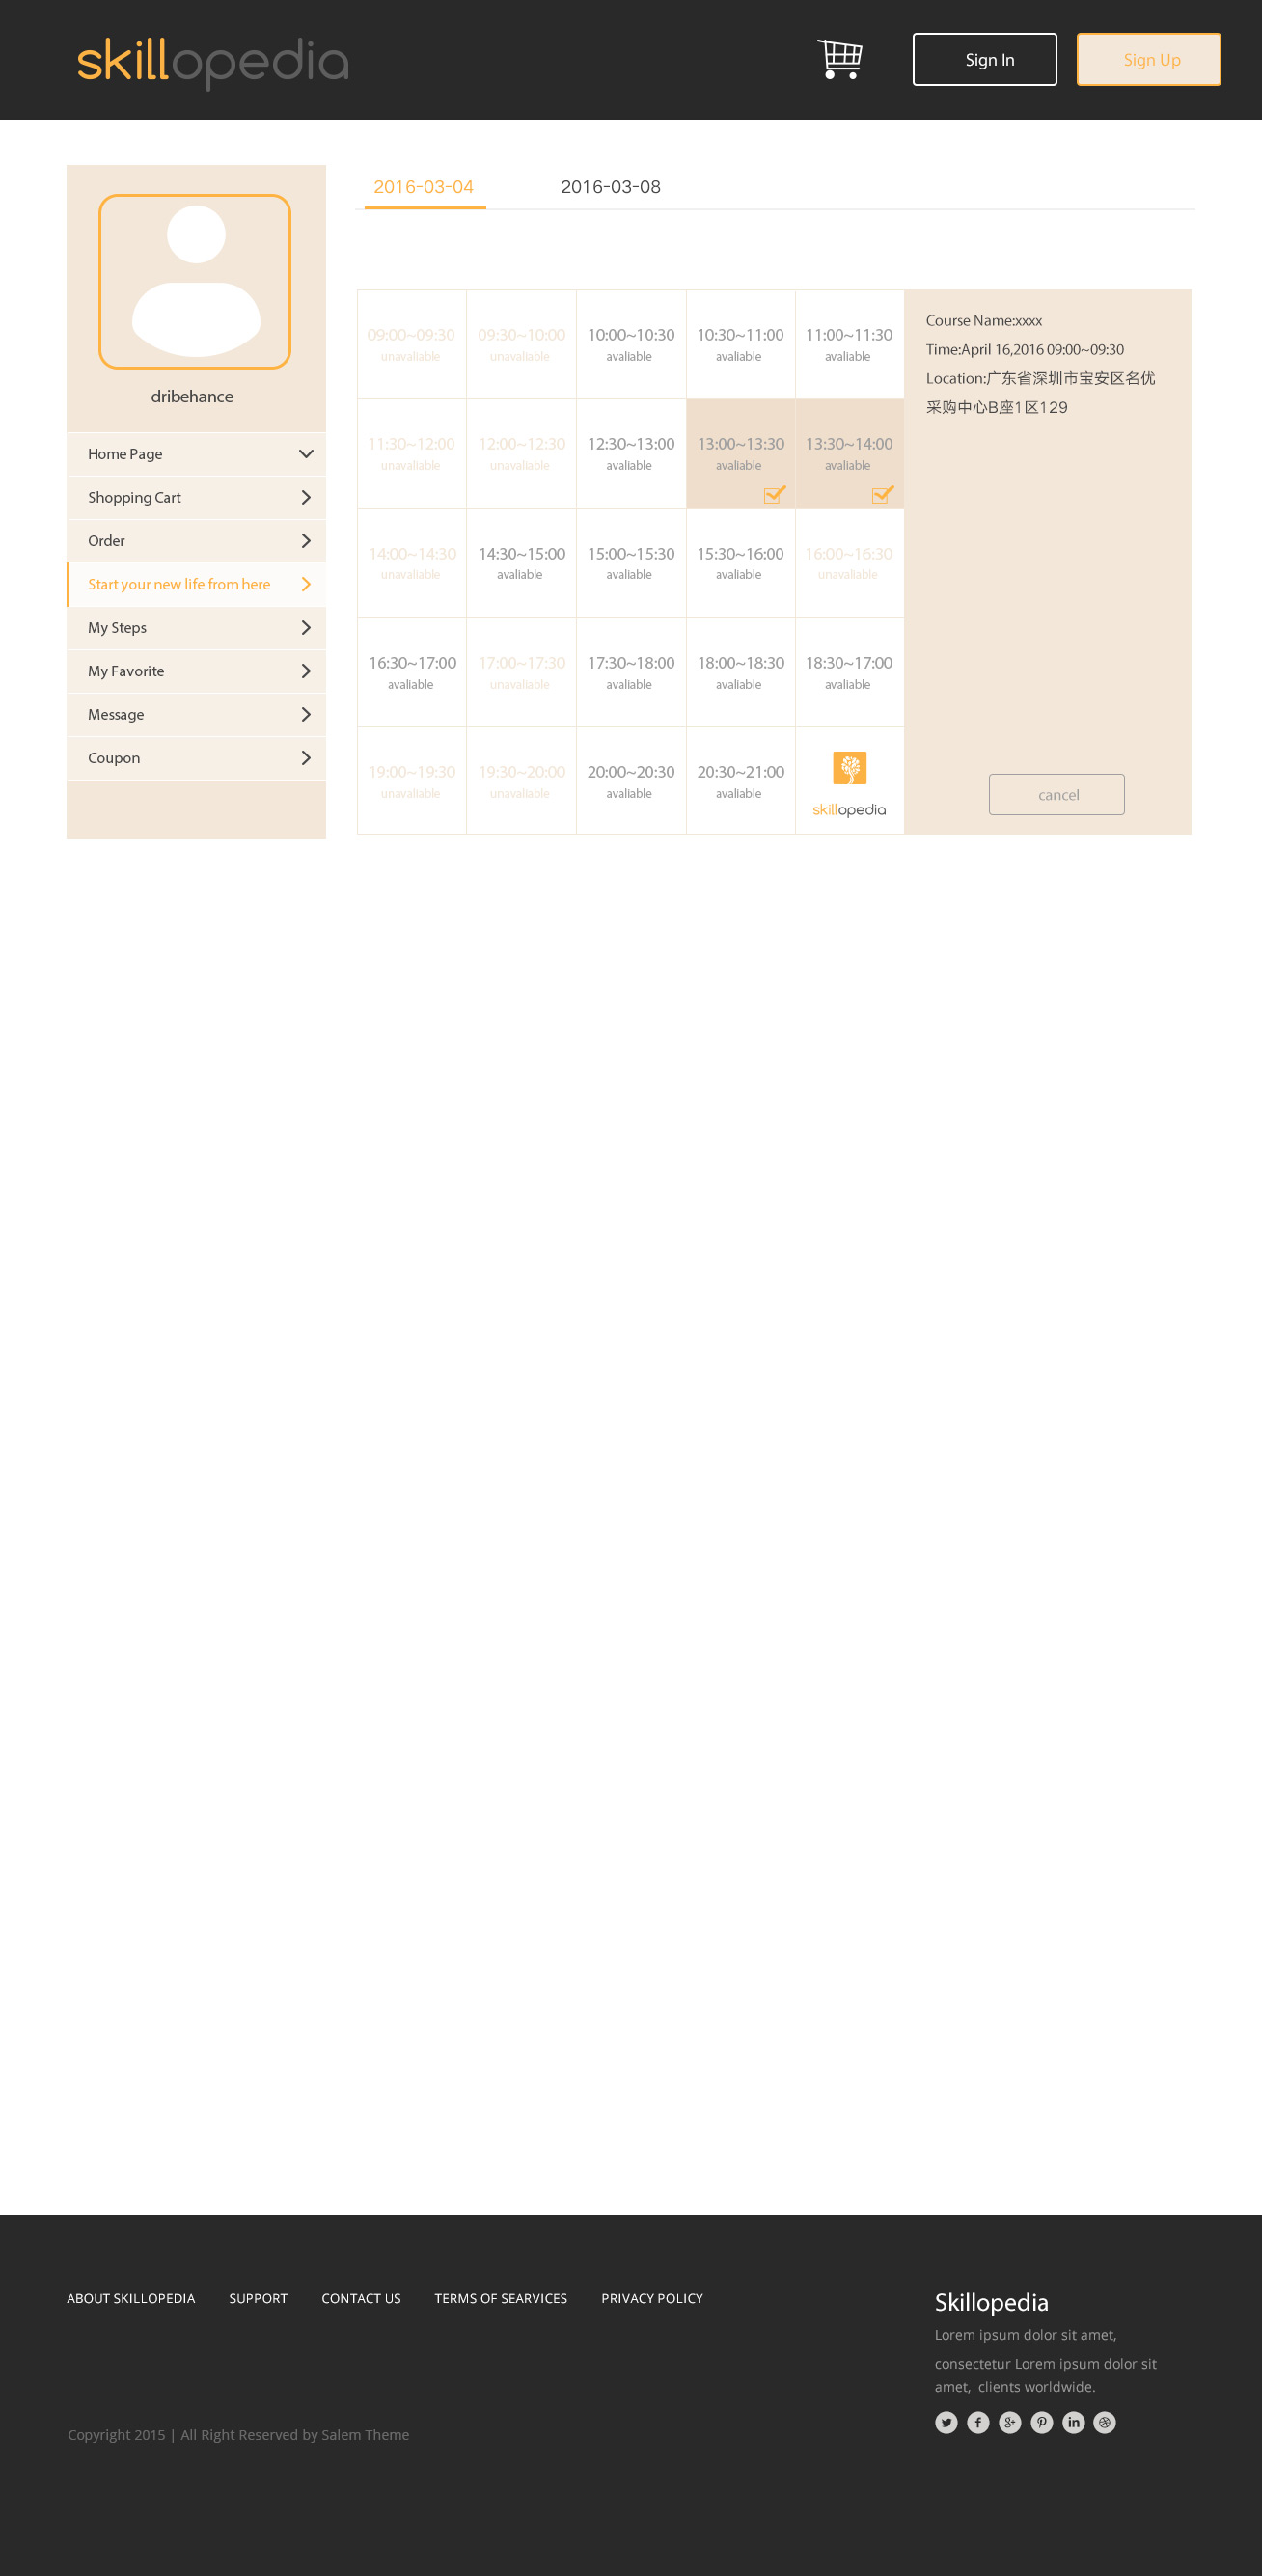 skillopedia
Sign In
Sign Up
2016-03-04
2016-03-08
dribehance
Home Page
Shopping Cart
Order
Start your new life from here
My Steps
My Favorite
Message
Coupon
09:00~09:30
unavaliable
09:30~10:00
unavaliable
10:00~10:30
avaliable
10:30~11:00
avaliable
11:00~11:30
avaliable
11:30~12:00
unavaliable
12:00~12:30
unavaliable
12:30~13:00
avaliable
13:00~13:30
avaliable
13:30~14:00
avaliable
14:00~14:30
unavaliable
14:30~15:00
avaliable
15:00~15:30
avaliable
15:30~16:00
avaliable
16:00~16:30
unavaliable
16:30~17:00
avaliable
17:00~17:30
unavaliable
17:30~18:00
avaliable
18:00~18:30
avaliable
18:30~17:00
avaliable
19:00~19:30
unavaliable
19:30~20:00
unavaliable
20:00~20:30
avaliable
20:30~21:00
avaliable
skillopedia
Course Name:xxxx
Time:April 16,2016 09:00~09:30
Location:广东省深圳市宝安区名优
采购中心B座1区129
cancel
ABOUT SKILLOPEDIA
SUPPORT
CONTACT US
TERMS OF SEARVICES
PRIVACY POLICY
Skillopedia
Lorem ipsum dolor sit amet,
consectetur Lorem ipsum dolor sit
amet, clients worldwide.
Copyright 2015 | All Right Reserved by Salem Theme